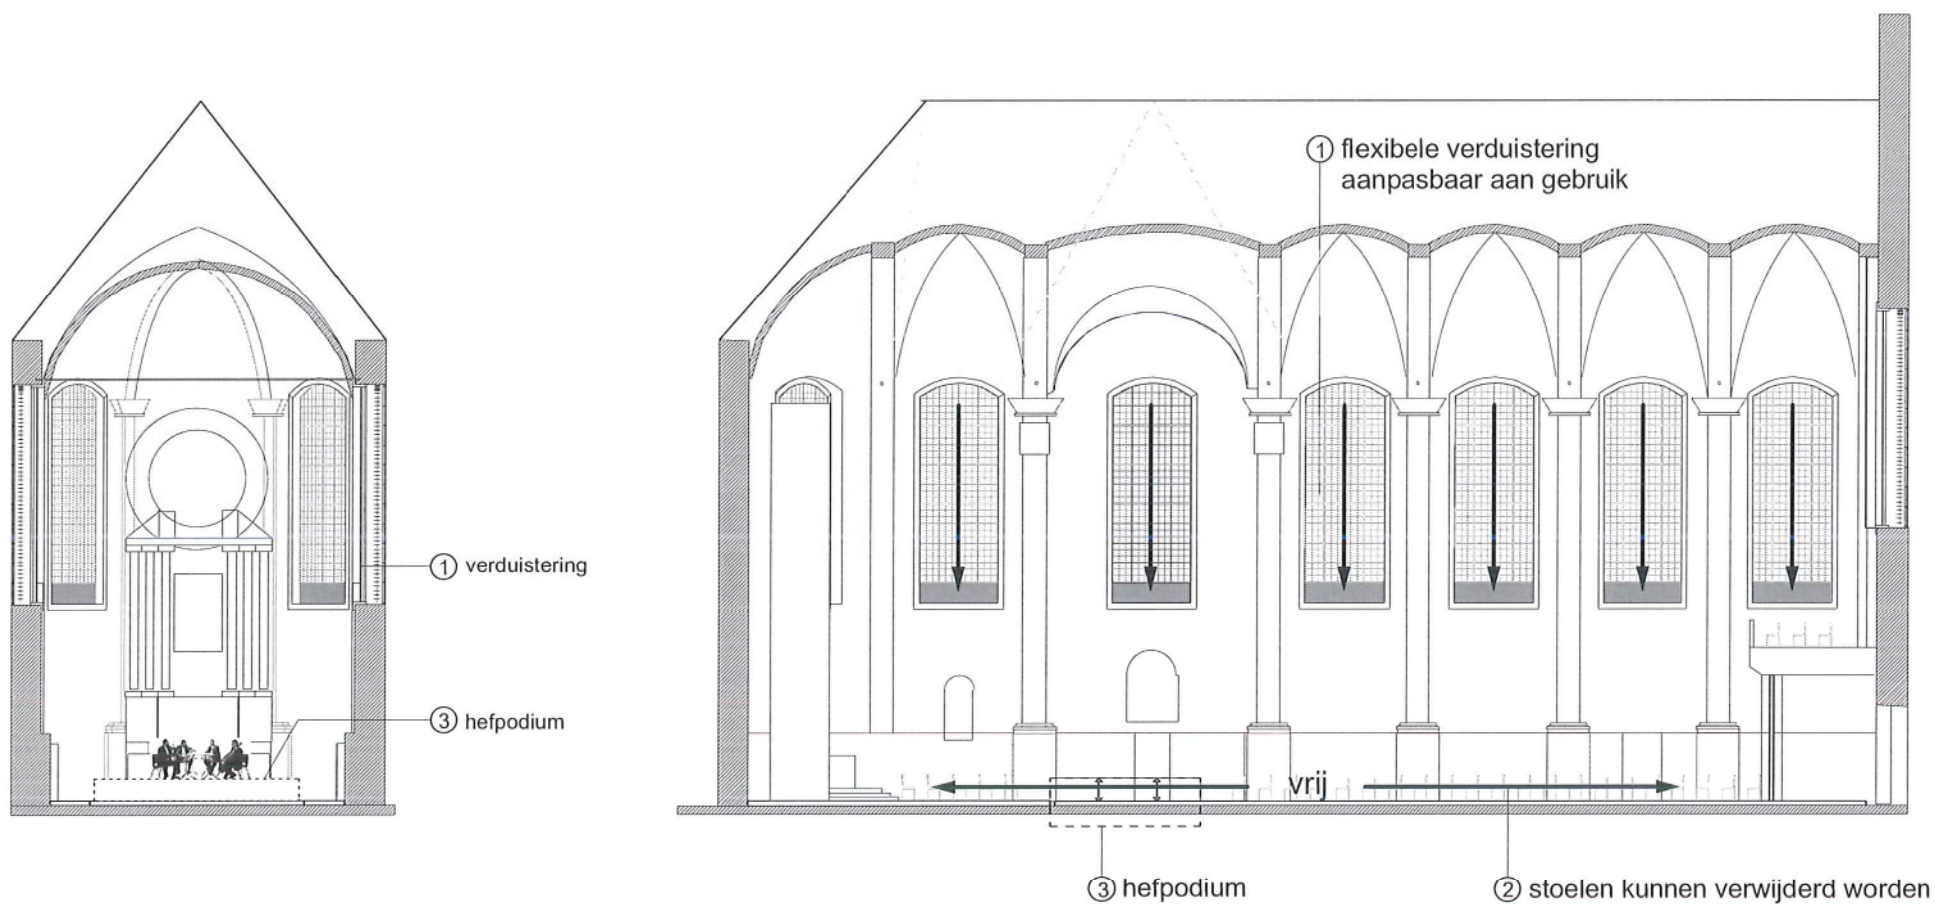 ① verduistering
③ hefpodium
① flexibele verduistering
aanpasbaar aan gebruik
vrij
③ hefpodium
② stoelen kunnen verwijderd worden